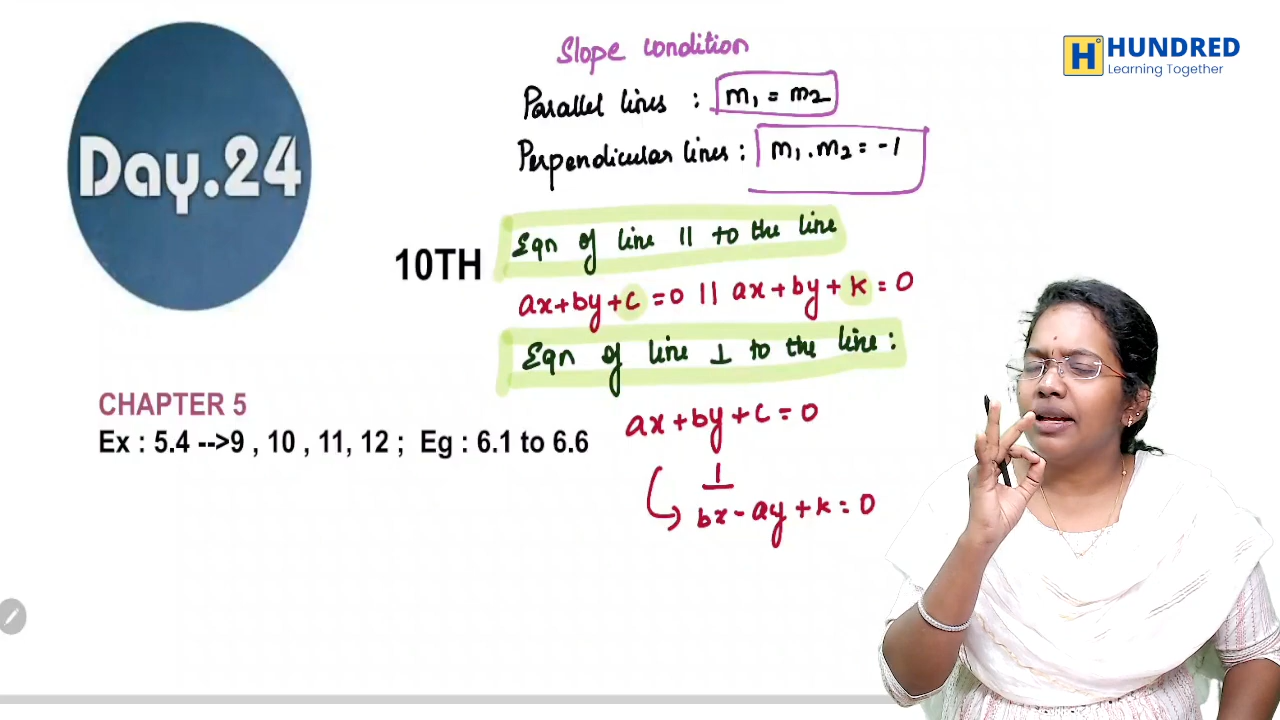 Slope condition
HUNDRED
Learning Together
Parallel lines : m₁ = m₂
Perpendicular lines : m₁ . m₂ = -1
Day.24
Eqn of line || to the line
10TH
ax+by+c=0 || ax+by+k=0
Eqn of line ⊥ to the line :
CHAPTER 5
ax+by+c=0
Ex : 5.4 -->9 , 10 , 11, 12 ; Eg : 6.1 to 6.6
⊥
bx-ay+k=0